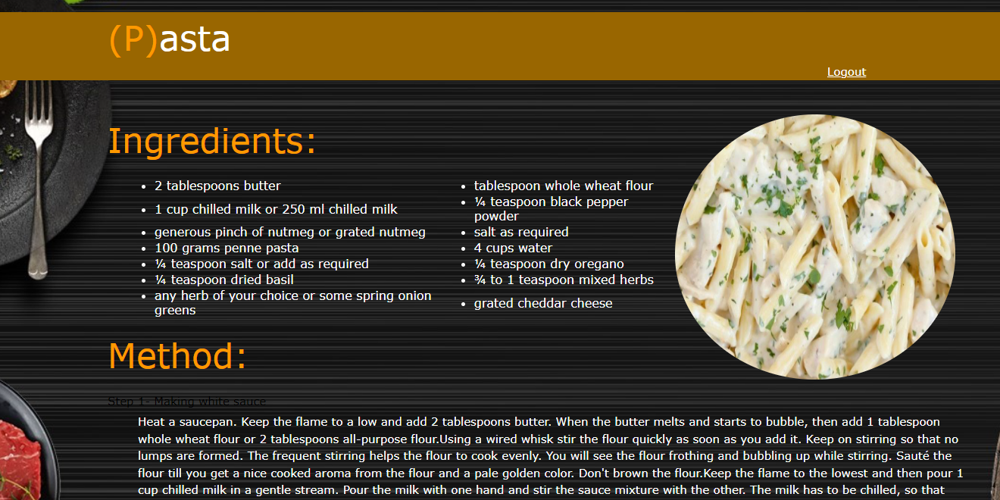 (P)asta
Logout
Ingredients:
2 tablespoons butter
1 cup chilled milk or 250 ml chilled milk
generous pinch of nutmeg or grated nutmeg
100 grams penne pasta
¼ teaspoon salt or add as required
¼ teaspoon dried basil
any herb of your choice or some spring onion
greens
tablespoon whole wheat flour
¼ teaspoon black pepper
powder
salt as required
4 cups water
¼ teaspoon dry oregano
¾ to 1 teaspoon mixed herbs
grated cheddar cheese
Method:
Step 1- Making white sauce
Heat a saucepan. Keep the flame to a low and add 2 tablespoons butter. When the butter melts and starts to bubble, then add 1 tablespoon
whole wheat flour or 2 tablespoons all-purpose flour.Using a wired whisk stir the flour quickly as soon as you add it. Keep on stirring so that no
lumps are formed. The frequent stirring helps the flour to cook evenly. You will see the flour frothing and bubbling up while stirring. Sauté the
flour till you get a nice cooked aroma from the flour and a pale golden color. Don't brown the flour.Keep the flame to the lowest and then pour 1
cup chilled milk in a gentle stream. Pour the milk with one hand and stir the sauce mixture with the other. The milk has to be chilled, so that